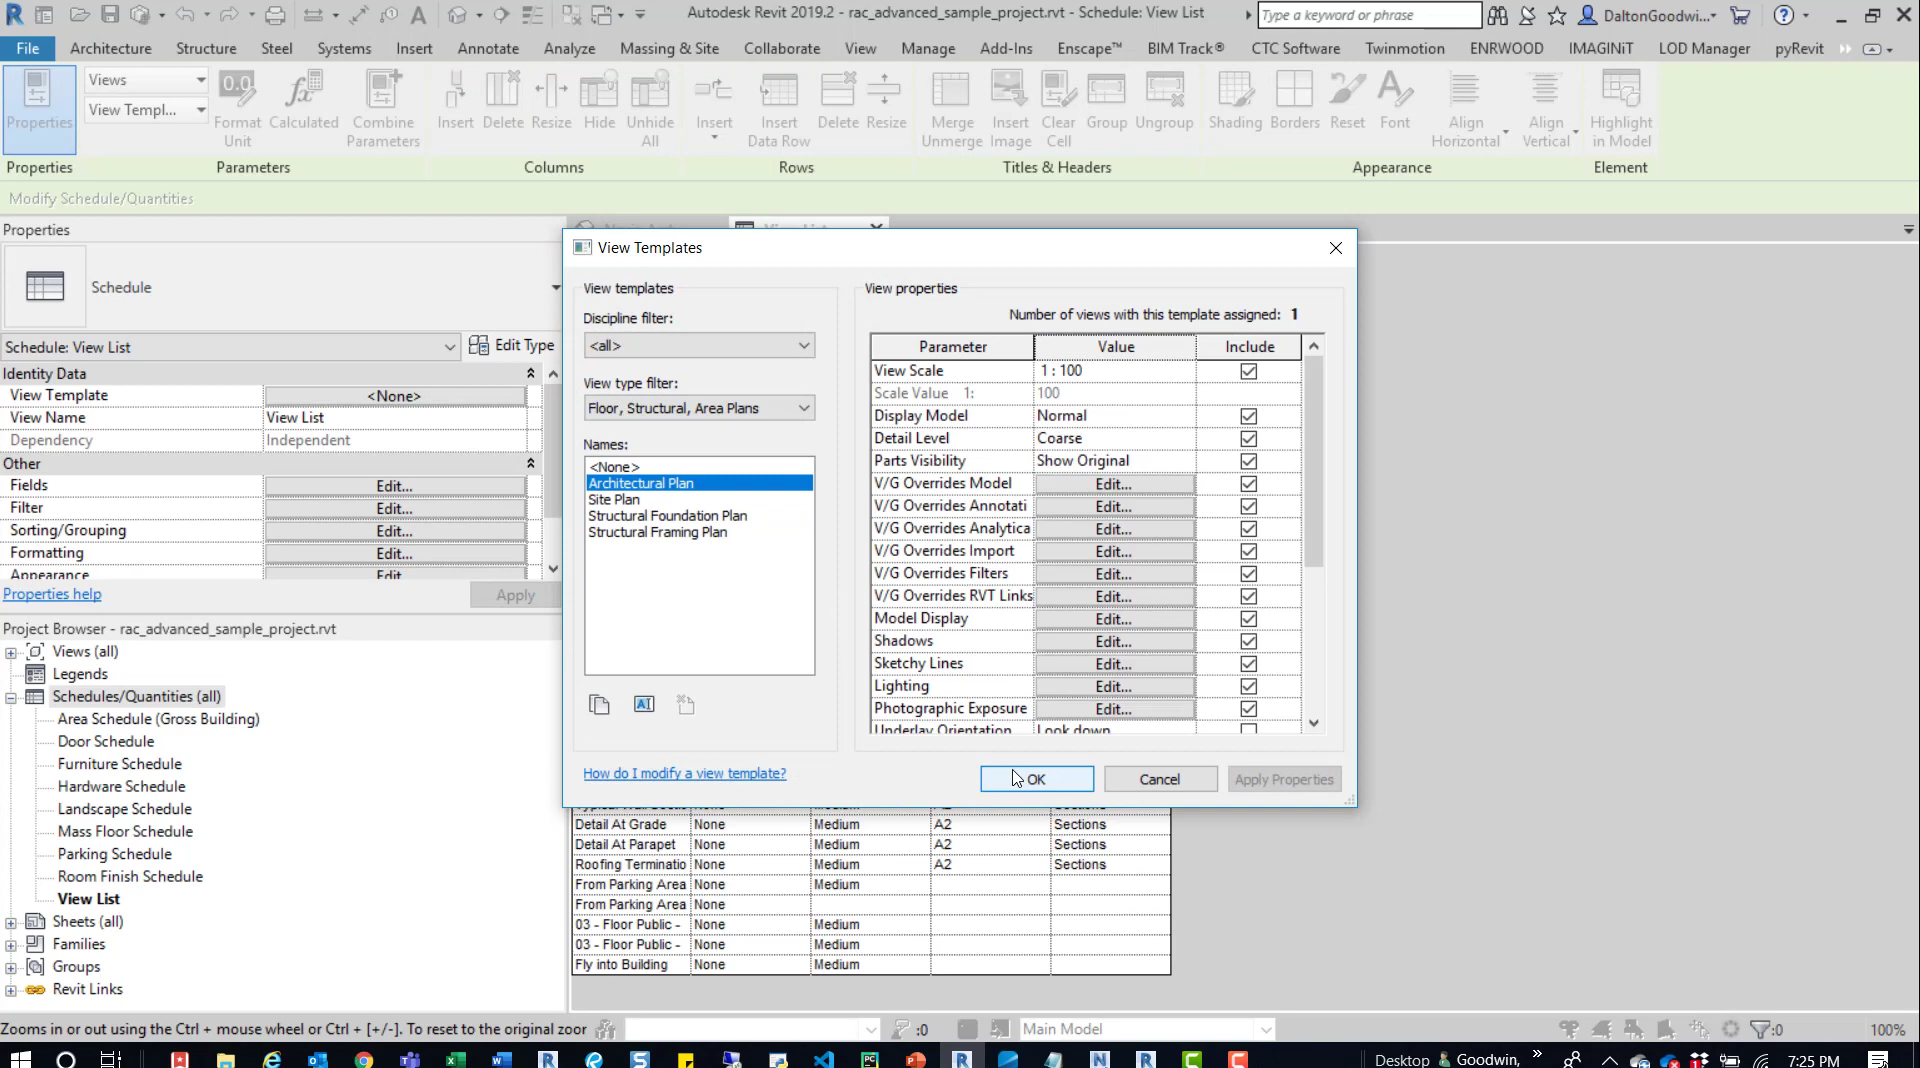 Autodesk Revit 2019.2 - rac_advanced_sample_project.rvt - Schedule: View List
Type a keyword or phrase
DaltonGoodwi...
File Architecture Structure Steel Systems Insert Annotate Analyze Massing & Site Collaborate View Manage Add-Ins Enscape™ BIM Track® CTC Software Twinmotion ENRWOOD IMAGINiT LOD Manager pyRevit
Views
View Templ...
Properties
Format Unit
Calculated
Combine Parameters
Insert Delete Resize Hide Unhide All
Insert
Insert Data Row
Delete Resize
Merge Unmerge
Insert Image
Clear Cell
Group Ungroup
Shading Borders Reset Font
Align Horizontal
Align Vertical
Highlight in Model
Properties Parameters Columns Rows Titles & Headers Appearance Element
Modify Schedule/Quantities
Properties
Schedule
Schedule: View List
Edit Type
Identity Data
View Template <None>
View Name View List
Dependency Independent
Other
Fields Edit...
Filter Edit...
Sorting/Grouping Edit...
Formatting Edit...
Appearance Edit
Properties help
Apply
Project Browser - rac_advanced_sample_project.rvt
Views (all)
Legends
Schedules/Quantities (all)
Area Schedule (Gross Building)
Door Schedule
Furniture Schedule
Hardware Schedule
Landscape Schedule
Mass Floor Schedule
Parking Schedule
Room Finish Schedule
View List
Sheets (all)
Families
Groups
Revit Links
View Templates
View templates
Discipline filter:
<all>
View type filter:
Floor, Structural, Area Plans
Names:
<None>
Architectural Plan
Site Plan
Structural Foundation Plan
Structural Framing Plan
How do I modify a view template?
View properties
Number of views with this template assigned: 1
Parameter Value Include
View Scale 1 : 100
Scale Value 1: 100
Display Model Normal
Detail Level Coarse
Parts Visibility Show Original
V/G Overrides Model Edit...
V/G Overrides Annotati Edit...
V/G Overrides Analytica Edit...
V/G Overrides Import Edit...
V/G Overrides Filters Edit...
V/G Overrides RVT Links Edit...
Model Display Edit...
Shadows Edit...
Sketchy Lines Edit...
Lighting Edit...
Photographic Exposure Edit...
Underlay Orientation Look down
OK Cancel Apply Properties
Detail At Grade None Medium A2 Sections
Detail At Parapet None Medium A2 Sections
Roofing Terminatio None Medium A2 Sections
From Parking Area None Medium
From Parking Area None
03 - Floor Public - None Medium
03 - Floor Public - None Medium
Fly into Building None Medium
Zooms in or out using the Ctrl + mouse wheel or Ctrl + [+/-]. To reset to the original zoor
:0
Main Model
:0
100%
Desktop
Goodwin,
7:25 PM